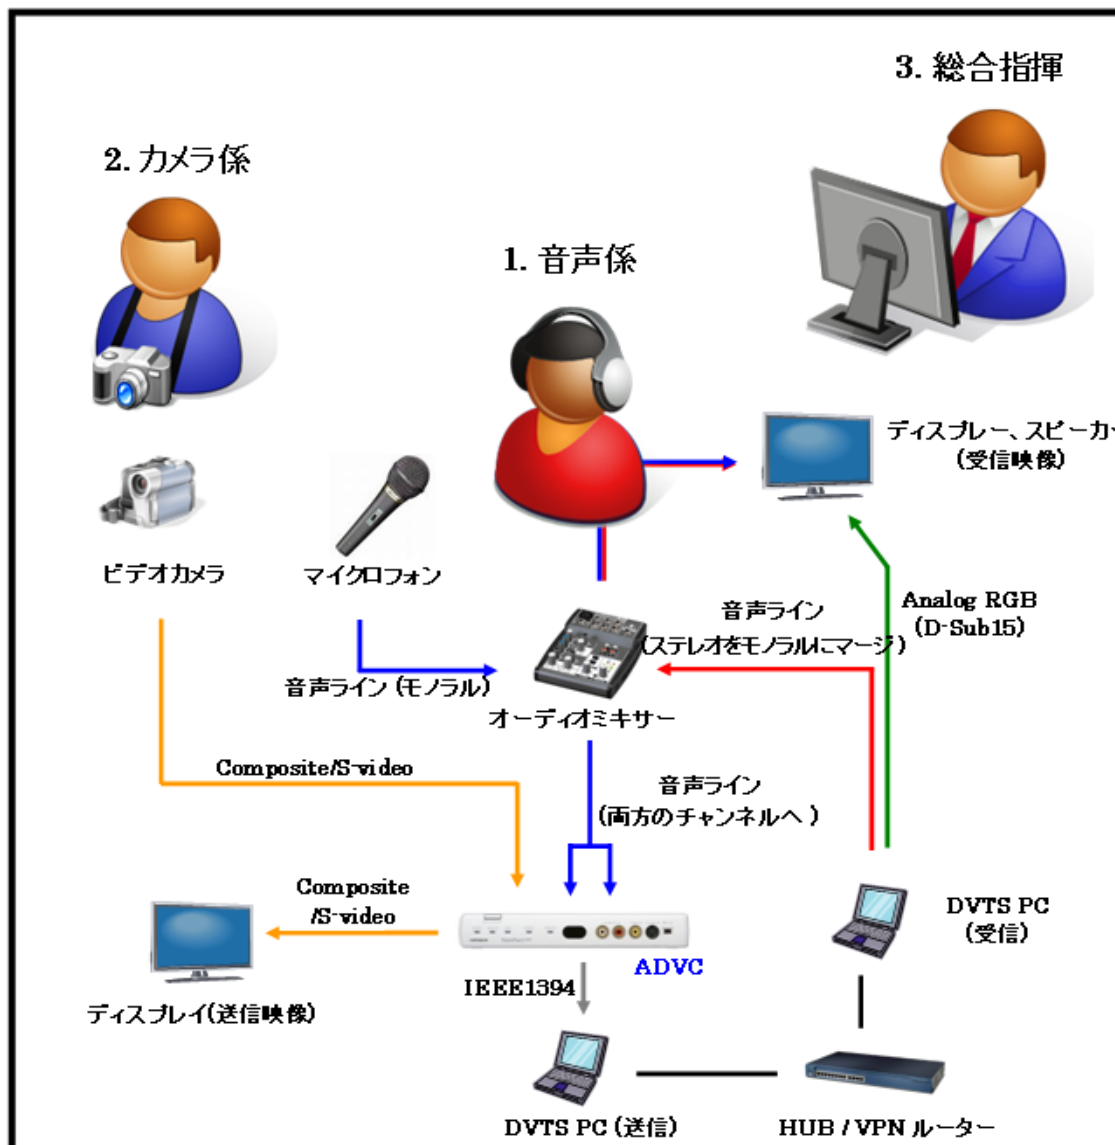 3. 総合指揮
2. カメラ係
1. 音声係
ディスプレー、スピーカー
(受信映像)
ビデオカメラ
マイクロフォン
音声ライン
(ステレオをモノラルにマージ)
Analog RGB
(D-Sub15)
音声ライン (モノラル)
オーディオミキサー
Composite/S-video
音声ライン
(両方のチャンネルへ)
Composite
/S-video
DVTS PC
(受信)
ADVC
IEEE1394
ディスプレイ(送信映像)
DVTS PC (送信)
HUB / VPN ルーター